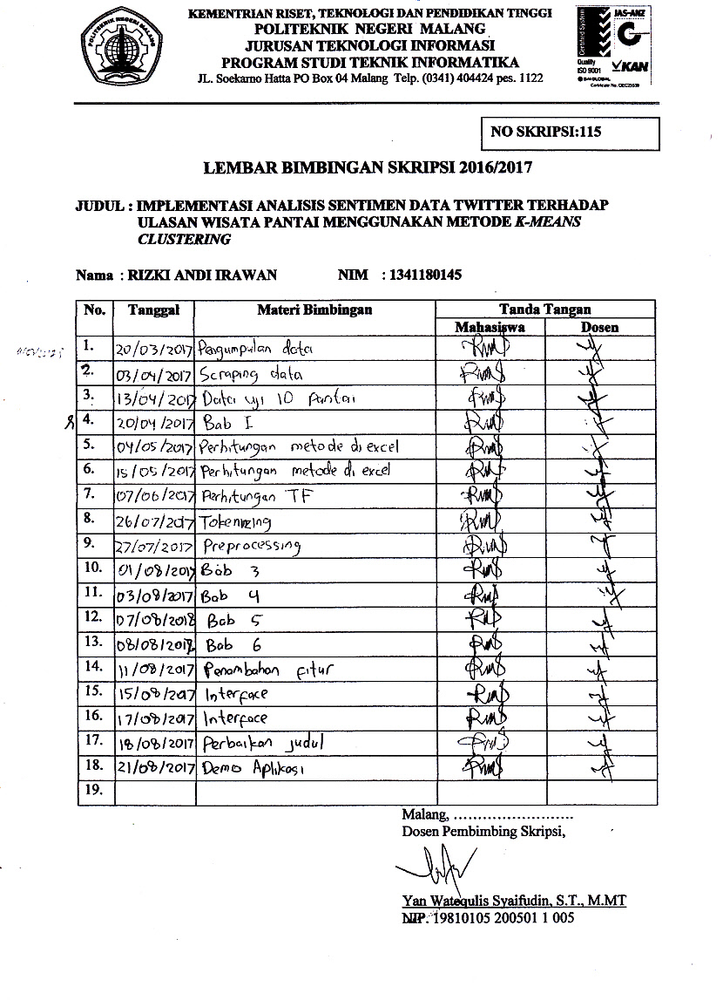 KEMENTRIAN RISET, TEKNOLOGI DAN PENDIDIKAN TINGGI
POLITEKNIK NEGERI MALANG
JURUSAN TEKNOLOGI INFORMASI
PROGRAM STUDI TEKNIK INFORMATIKA
JL. Soekarno Hatta PO Box 04 Malang Telp. (0341) 404424 pes. 1122
POLITEKNIK NEGERI MALANG
Certified System
JAS-ANZ
Quality
ISO 9001
KAN
SAI GLOBAL
NO SKRIPSI:115
LEMBAR BIMBINGAN SKRIPSI 2016/2017
JUDUL : IMPLEMENTASI ANALISIS SENTIMEN DATA TWITTER TERHADAP
ULASAN WISATA PANTAI MENGGUNAKAN METODE K-MEANS
CLUSTERING
Nama : RIZKI ANDI IRAWAN NIM : 1341180145
No. Tanggal Materi Bimbingan Tanda Tangan
Mahasiswa Dosen
1. 20/03/2017 Pengumpulan data
2. 03/04/2017 Scraping data
3. 13/04/2017 Data uji 10 Pantai
4. 20/04/2017 Bab I
5. 04/05/2017 Perhitungan metode di excel
6. 15/05/2017 Perhitungan metode di excel
7. 07/06/2017 Perhitungan TF
8. 26/07/2017 Tokenizing
9. 27/07/2017 Preprocessing
10. 01/08/2017 Bab 3
11. 03/08/2017 Bab 4
12. 07/08/2018 Bab 5
13. 08/08/2017 Bab 6
14. 11/08/2017 Penambahan fitur
15. 15/08/2017 Interface
16. 17/08/2017 Interface
17. 18/08/2017 Perbaikan judul
18. 21/08/2017 Demo Aplikasi
19.
Malang, ...........................
Dosen Pembimbing Skripsi,
Yan Watequlis Syaifudin, S.T., M.MT
NIP. 19810105 200501 1 005